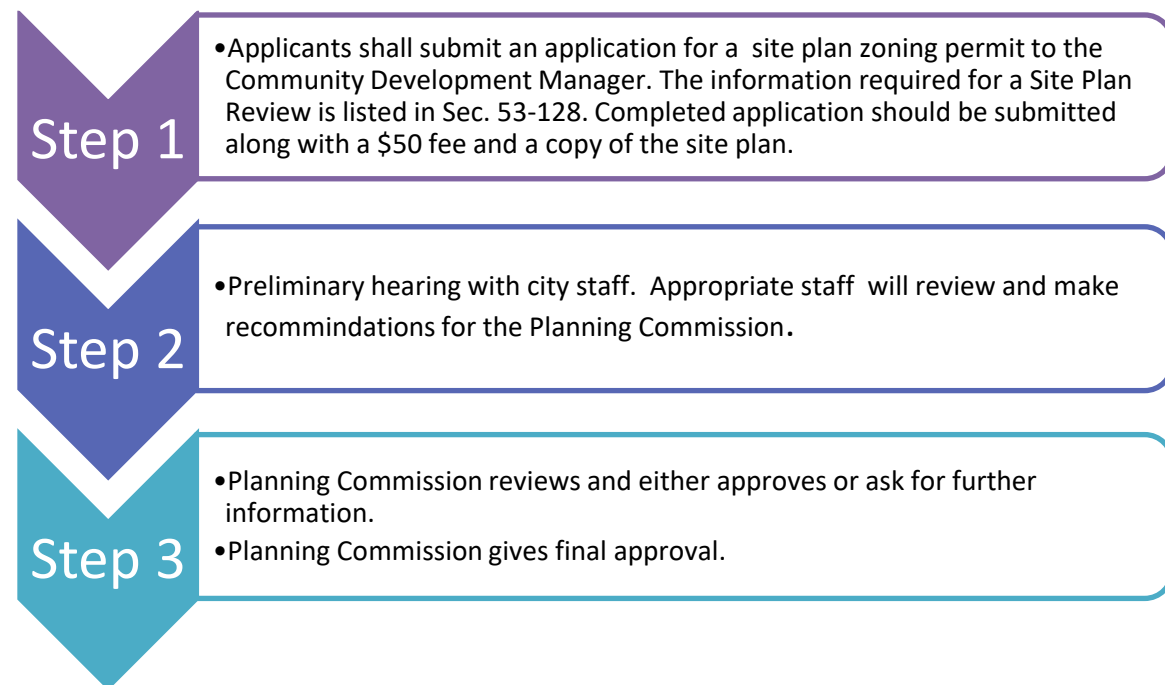 Step 1
•Applicants shall submit an application for a  site plan zoning permit to the
Community Development Manager. The information required for a Site Plan
Review is listed in Sec. 53-128. Completed application should be submitted
along with a $50 fee and a copy of the site plan.
Step 2
•Preliminary hearing with city staff.  Appropriate staff  will review and make
recommindations for the Planning Commission.
Step 3
•Planning Commission reviews and either approves or ask for further
information.
•Planning Commission gives final approval.